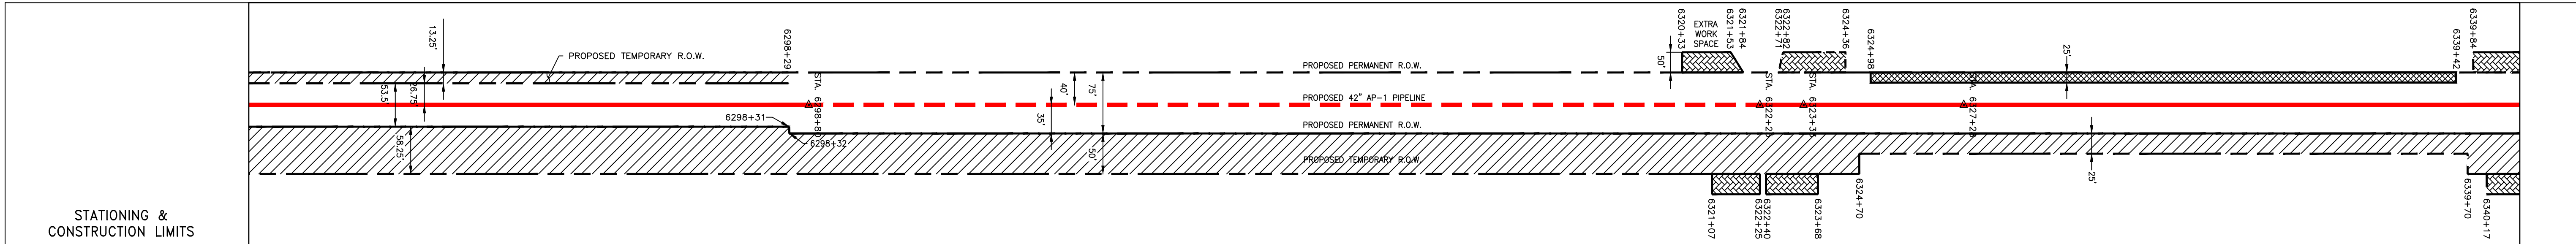 13.25'
PROPOSED TEMPORARY R.O.W.
53.5'
26.75'
58.25'
6298+29
STA. 6298+80
6298+31
6298+32
PROPOSED PERMANENT R.O.W.
40'
75'
PROPOSED 42" AP-1 PIPELINE
35'
PROPOSED PERMANENT R.O.W.
50'
PROPOSED TEMPORARY R.O.W.
50'
6320+33
EXTRA
WORK
SPACE
6321+53
6321+84
6322+71
6322+82
6324+36
STA. 6322+23
STA. 6323+33
6324+98
STA. 6327+23
25'
6339+42
6339+84
25'
6321+07
6322+25
6322+40
6323+68
6324+70
6339+70
6340+17
STATIONING &
CONSTRUCTION LIMITS